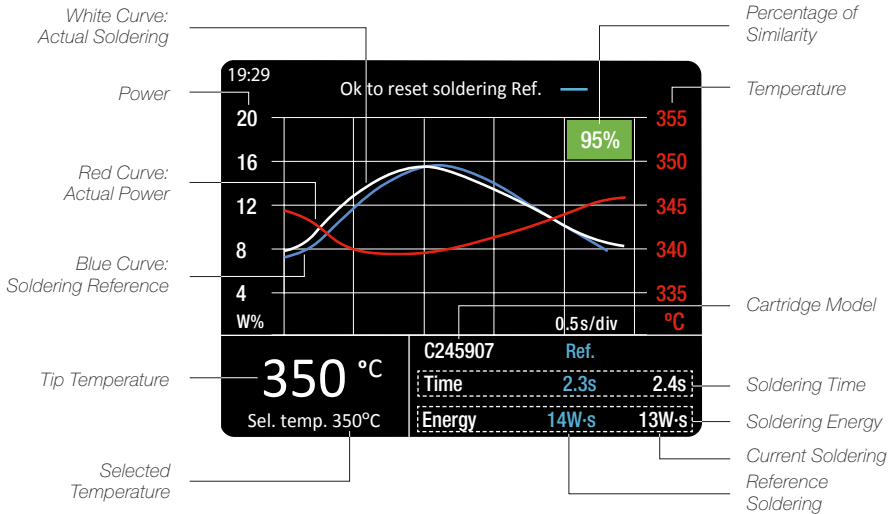 White Curve:
Actual Soldering
Power
Red Curve:
Actual Power
Blue Curve:
Soldering Reference
Tip Temperature
Selected
Temperature
19:29
Ok to reset soldering Ref.
20
16
12
8
4
W%
95%
355
350
345
340
335
ºC
0.5s/div
350 °C
Sel. temp. 350ºC
C245907 Ref.
Time 2.3s 2.4s
Energy 14W·s 13W·s
Percentage of
Similarity
Temperature
Cartridge Model
Soldering Time
Soldering Energy
Current Soldering
Reference
Soldering